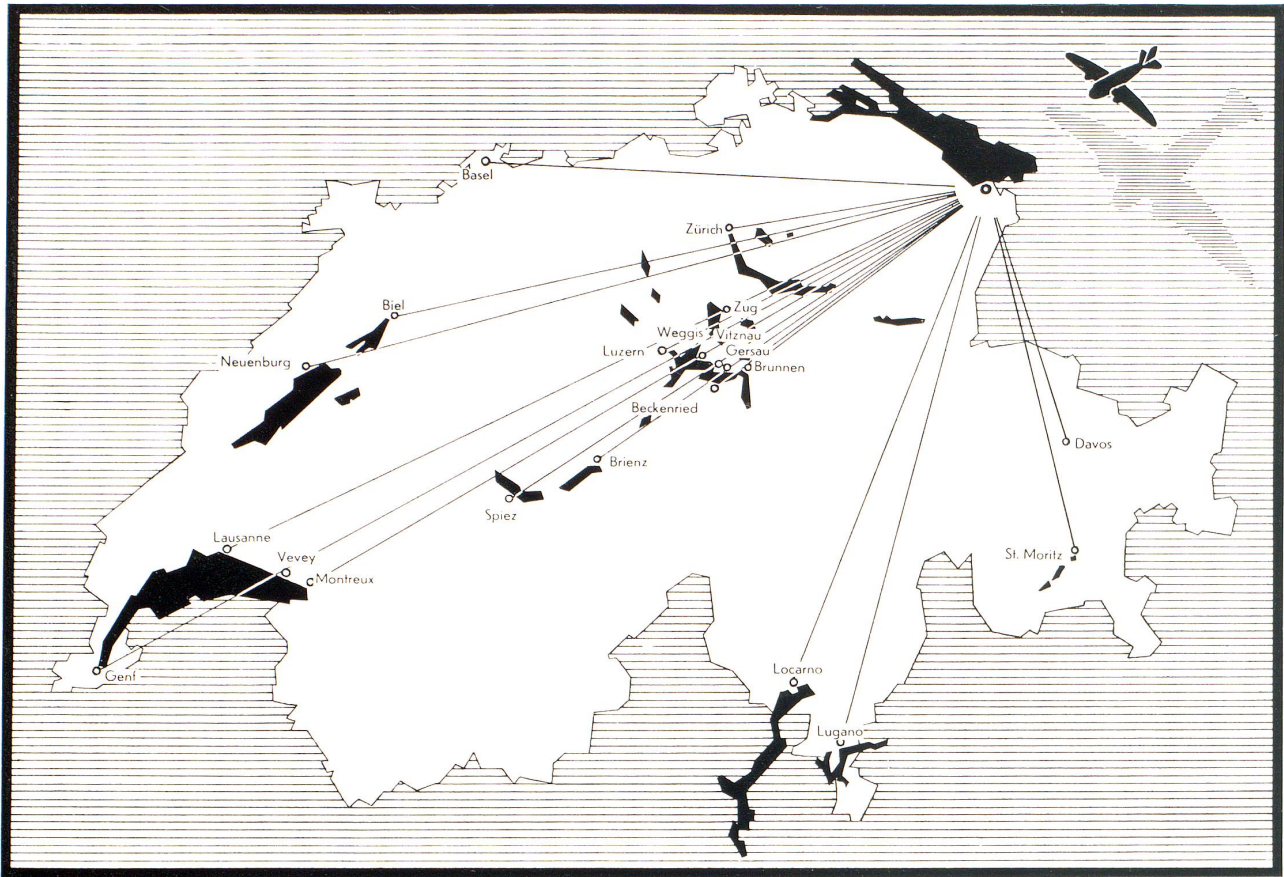 Basel
Zürich
Biel
Zug
Weggis
Vitznau
Luzern
Gersau
Neuenburg
Brunnen
Beckenried
Davos
Brienz
Spiez
Lausanne
St. Moritz
Vevey
Montreux
Locarno
Genf
Lugano